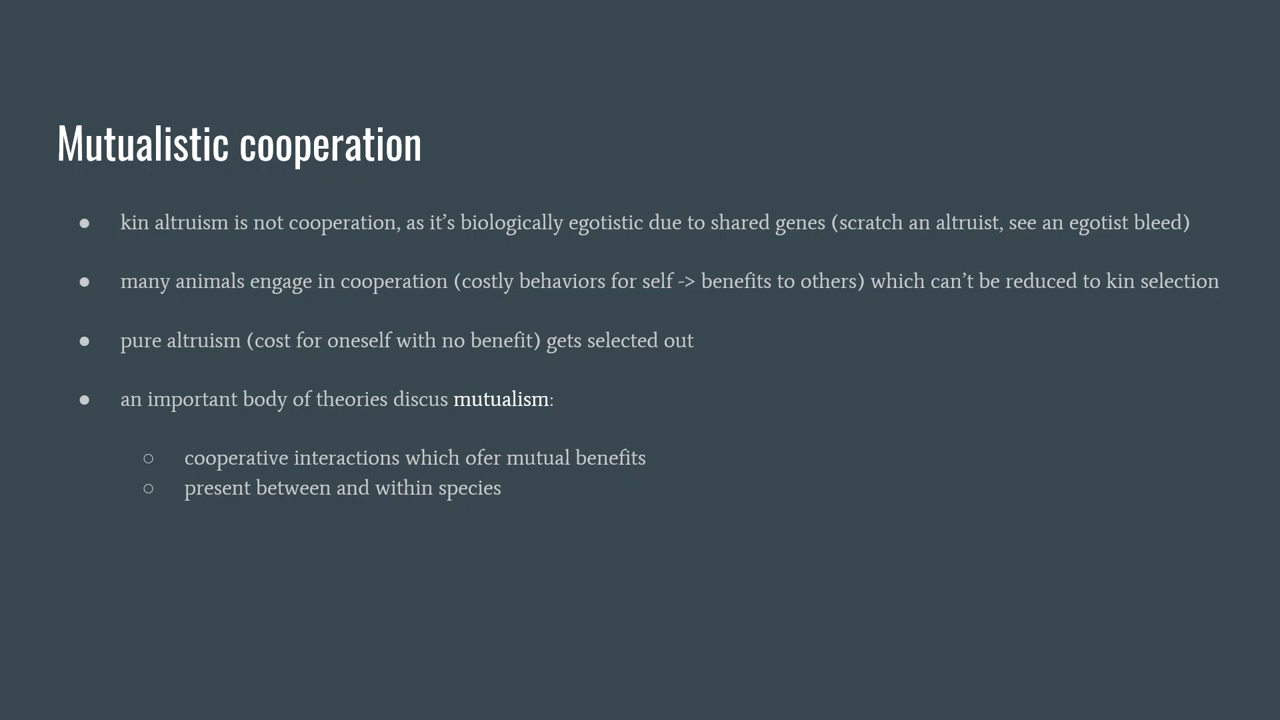 Mutualistic cooperation
● kin altruism is not cooperation, as it’s biologically egotistic due to shared genes (scratch an altruist, see an egotist bleed)
● many animals engage in cooperation (costly behaviors for self -> benefits to others) which can’t be reduced to kin selection
● pure altruism (cost for oneself with no benefit) gets selected out
● an important body of theories discus mutualism:
○ cooperative interactions which ofer mutual benefits
○ present between and within species